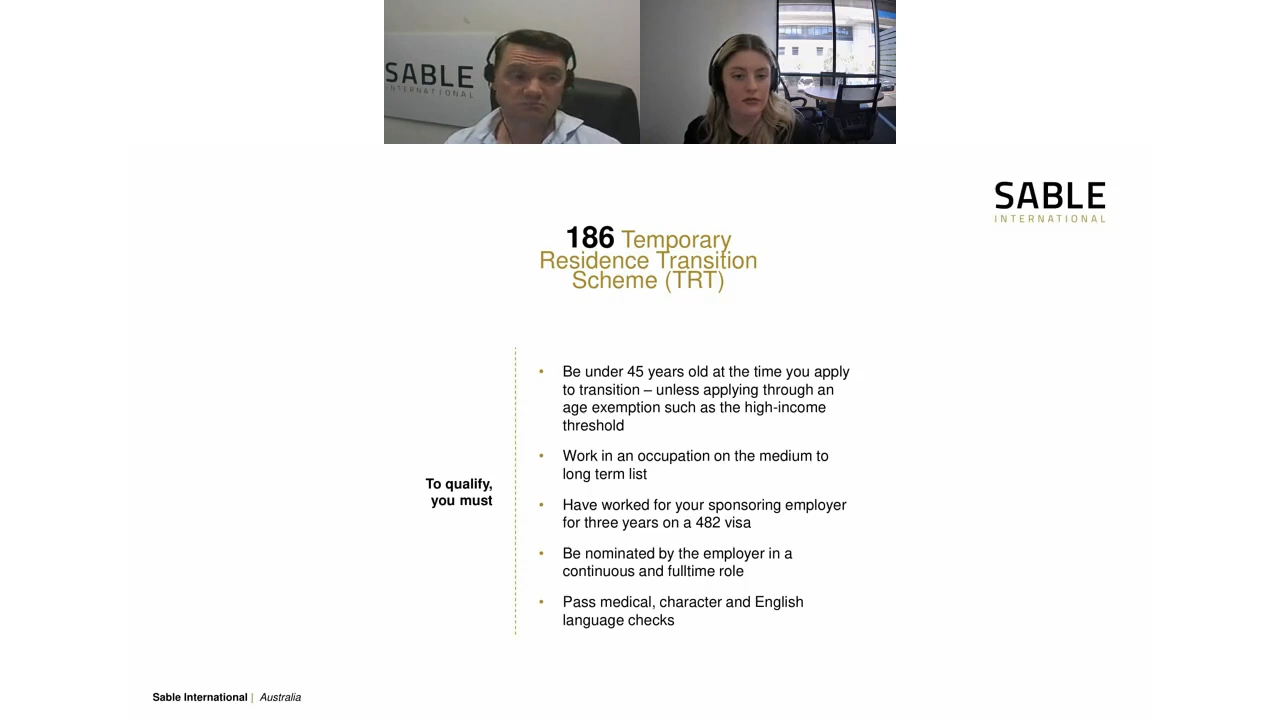 SABLE
INTERNATIONAL
SABLE
INTERNATIONAL
186 Temporary
Residence Transition
Scheme (TRT)
• Be under 45 years old at the time you apply
to transition – unless applying through an
age exemption such as the high-income
threshold
• Work in an occupation on the medium to
long term list
To qualify,
you must
• Have worked for your sponsoring employer
for three years on a 482 visa
• Be nominated by the employer in a
continuous and fulltime role
• Pass medical, character and English
language checks
Sable International | Australia